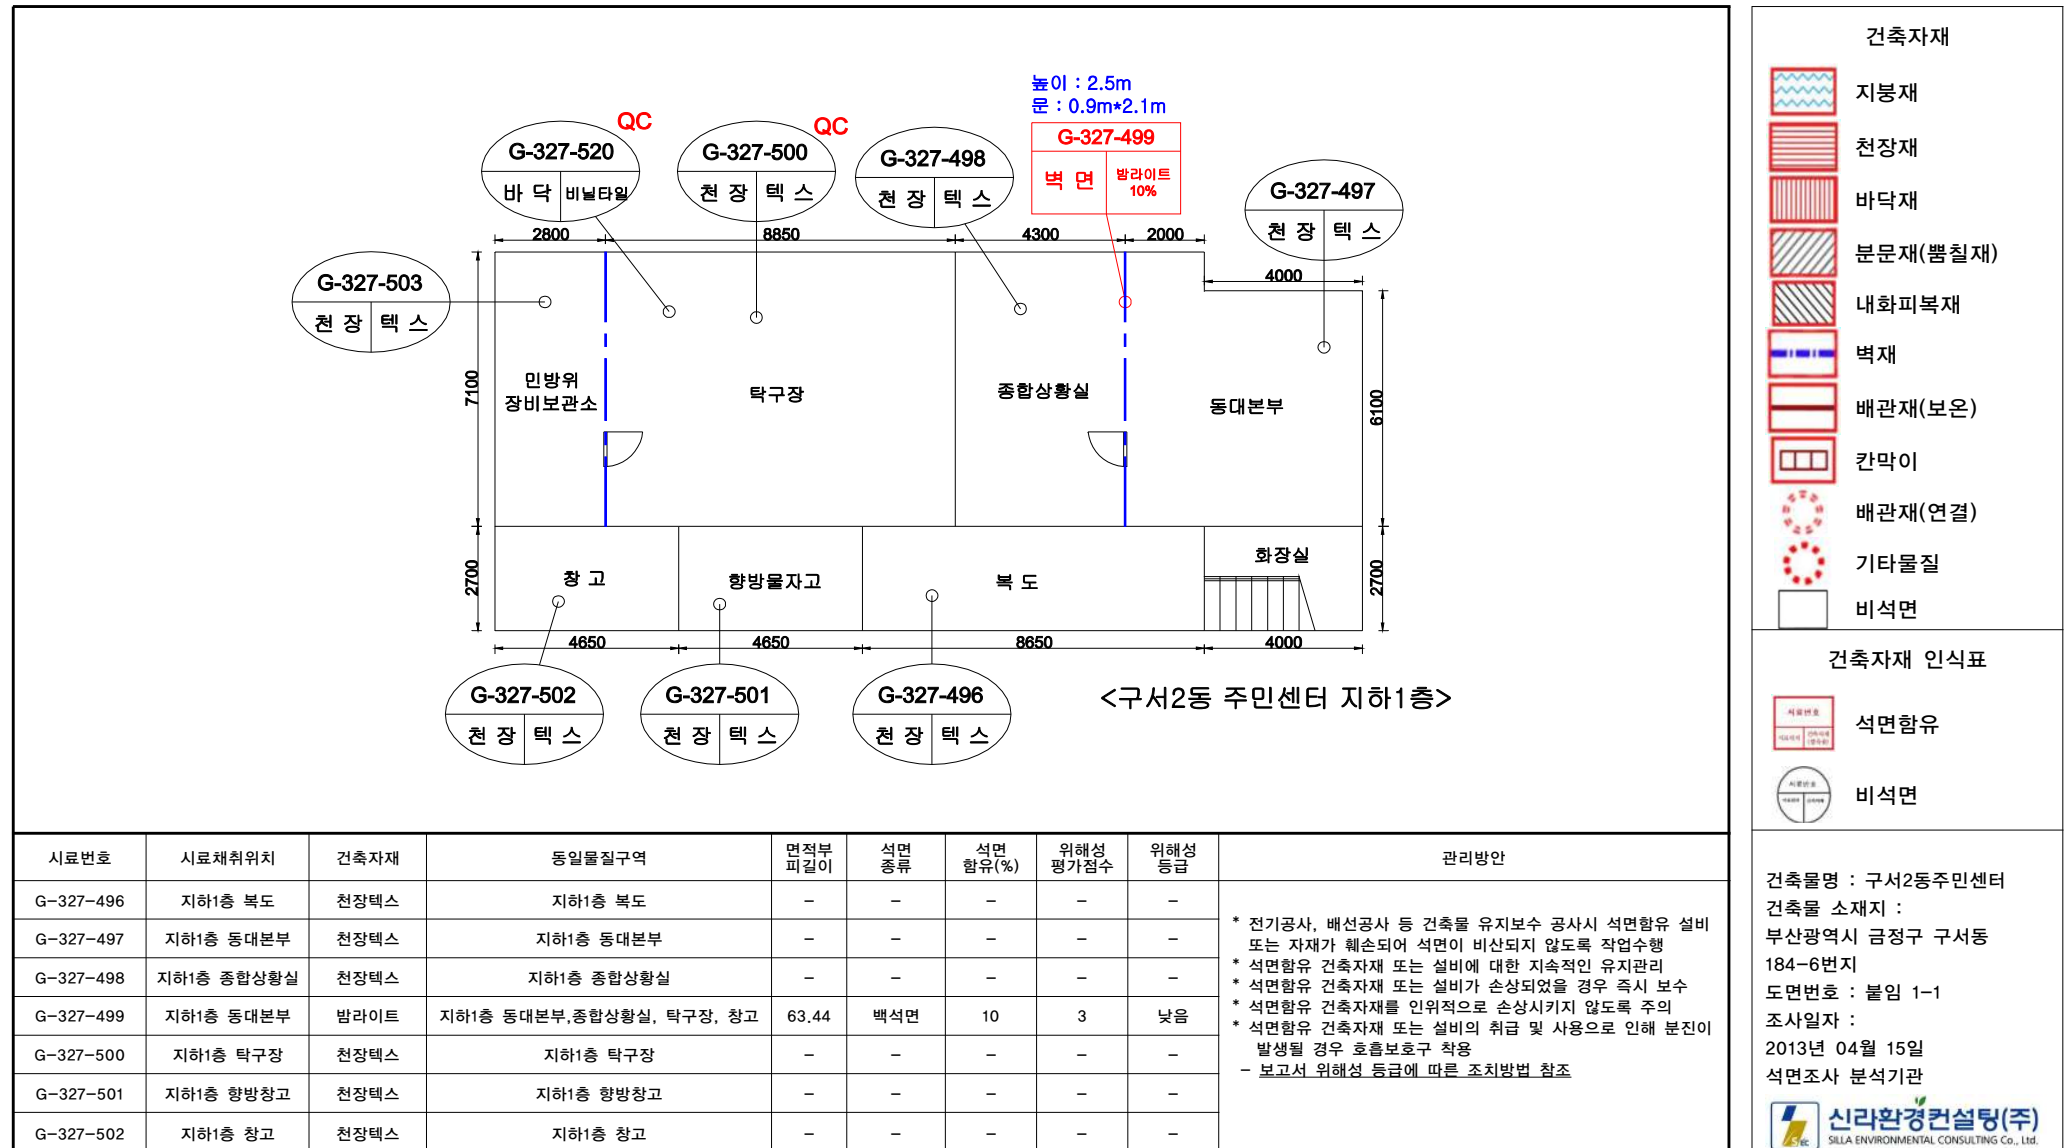 높이 : 2.5m
문 : 0.9m*2.1m
QC
QC
G-327-520
바 닥 비닐타일
G-327-500
천 장 텍 스
G-327-498
천 장 텍 스
G-327-499
벽 면 밤라이트
10%
G-327-497
천 장 텍 스
G-327-503
천 장 텍 스
2800 8850 4300 2000
4000
7100
6100
2700
2700
민방위
장비보관소
탁구장
종합상황실
동대본부
창 고
향방물자고
복 도
화장실
4650 4650 8650 4000
G-327-502
천 장 텍 스
G-327-501
천 장 텍 스
G-327-496
천 장 텍 스
<구서2동 주민센터 지하1층>
시료번호 시료채취위치 건축자재 동일물질구역 면적부피길이 석면종류 석면함유(%) 위해성평가점수 위해성등급 관리방안
G-327-496 지하1층 복도 천장텍스 지하1층 복도 - - - - -
G-327-497 지하1층 동대본부 천장텍스 지하1층 동대본부 - - - - -
G-327-498 지하1층 종합상황실 천장텍스 지하1층 종합상황실 - - - - -
G-327-499 지하1층 동대본부 밤라이트 지하1층 동대본부,종합상황실, 탁구장, 창고 63.44 백석면 10 3 낮음
G-327-500 지하1층 탁구장 천장텍스 지하1층 탁구장 - - - - -
G-327-501 지하1층 향방창고 천장텍스 지하1층 향방창고 - - - - -
G-327-502 지하1층 창고 천장텍스 지하1층 창고 - - - - -
* 전기공사, 배선공사 등 건축물 유지보수 공사시 석면함유 설비
또는 자재가 훼손되어 석면이 비산되지 않도록 작업수행
* 석면함유 건축자재 또는 설비에 대한 지속적인 유지관리
* 석면함유 건축자재 또는 설비가 손상되었을 경우 즉시 보수
* 석면함유 건축자재를 인위적으로 손상시키지 않도록 주의
* 석면함유 건축자재 또는 설비의 취급 및 사용으로 인해 분진이
발생될 경우 호흡보호구 착용
- 보고서 위해성 등급에 따른 조치방법 참조
건축자재
지붕재
천장재
바닥재
분문재(뿜칠재)
내화피복재
벽재
배관재(보온)
칸막이
배관재(연결)
기타물질
비석면
건축자재 인식표
시료번호
석면함유
시료번호
비석면
건축물명 : 구서2동주민센터
건축물 소재지 :
부산광역시 금정구 구서동
184-6번지
도면번호 : 붙임 1-1
조사일자 :
2013년 04월 15일
석면조사 분석기관
신라환경컨설팅(주)
SILLA ENVIRONMENTAL CONSULTING Co., Ltd.